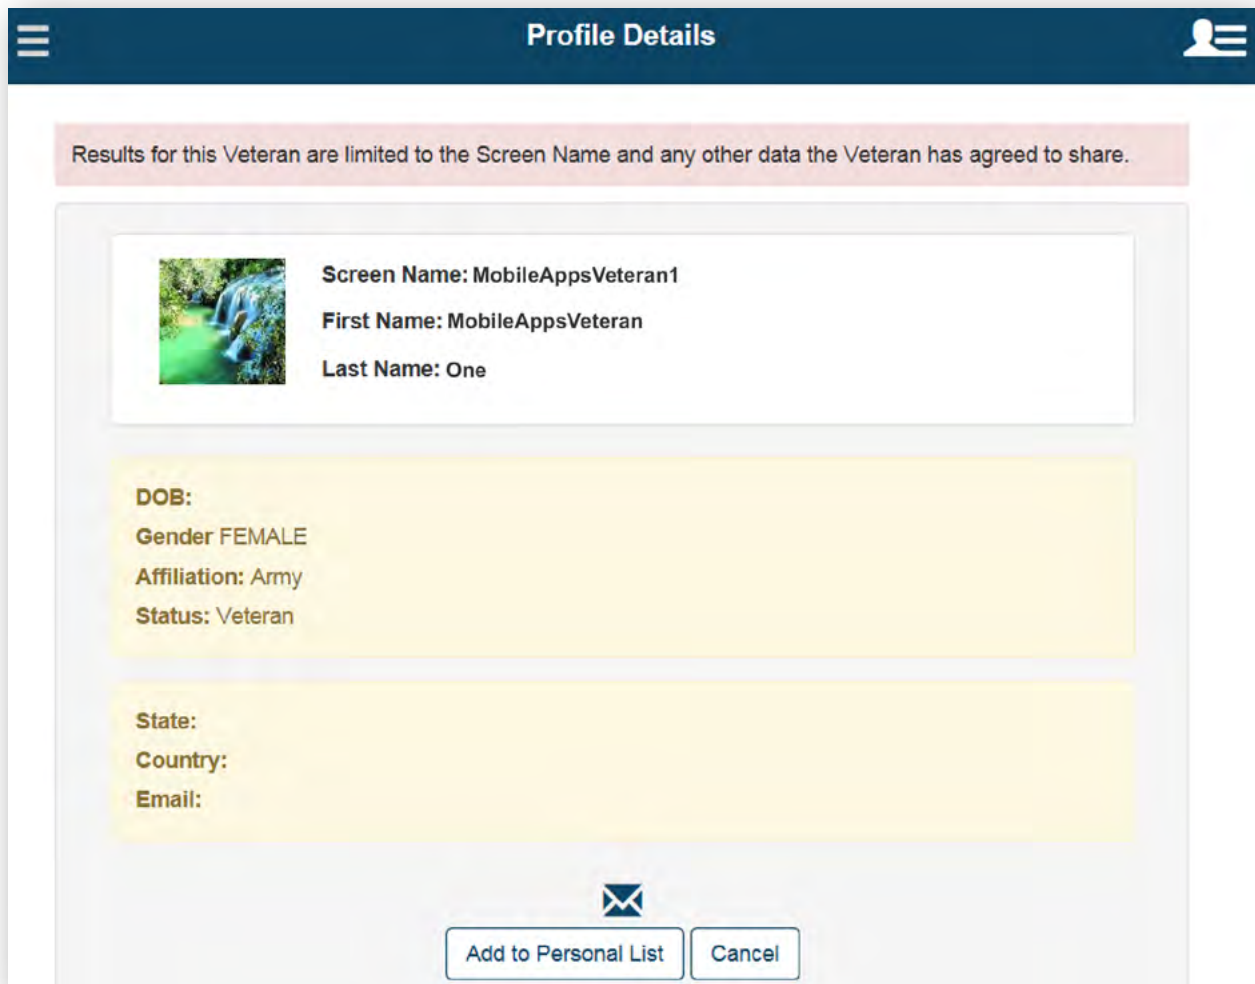 Profile Details
Results for this Veteran are limited to the Screen Name and any other data the Veteran has agreed to share.
Screen Name: MobileAppsVeteran1
First Name: MobileAppsVeteran
Last Name: One
DOB:
Gender FEMALE
Affiliation: Army
Status: Veteran
State:
Country:
Email:
Add to Personal List
Cancel